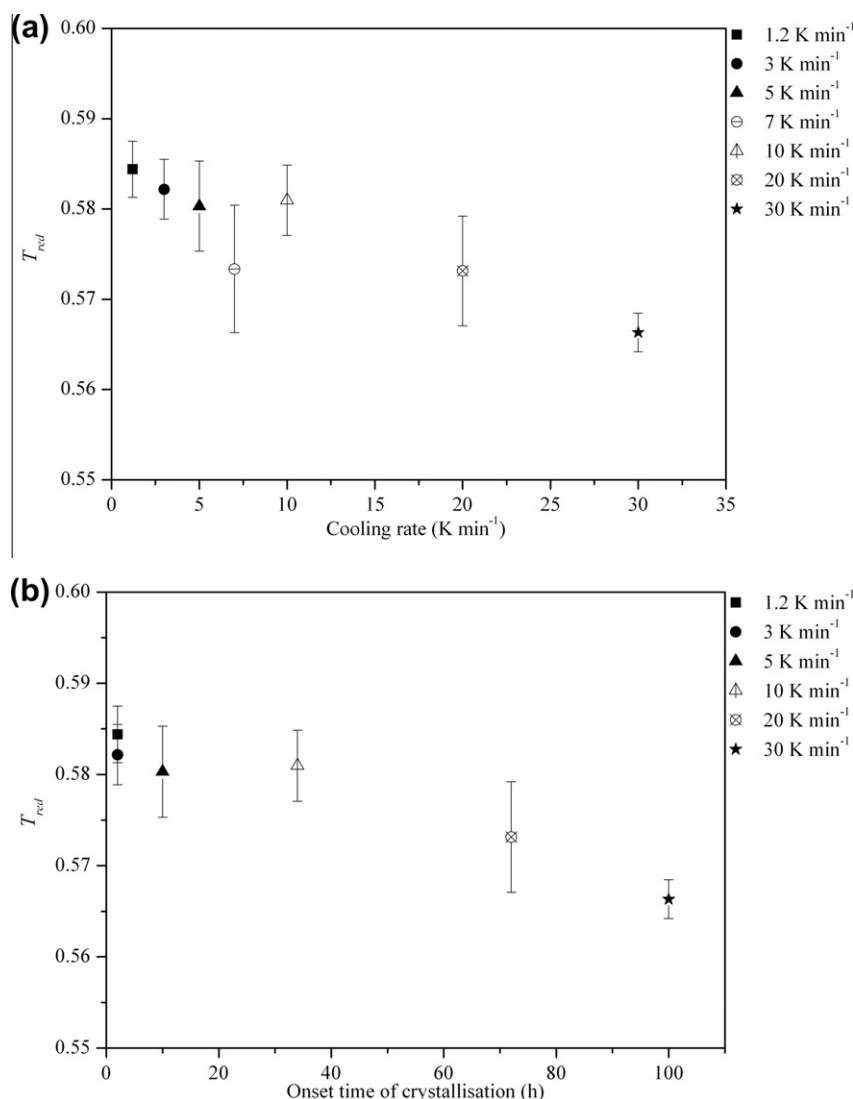 (a)
0.60
0.59
0.58
0.57
0.56
0.55
T_red
0 5 10 15 20 25 30 35
Cooling rate (K min⁻¹)
1.2 K min⁻¹
3 K min⁻¹
5 K min⁻¹
7 K min⁻¹
10 K min⁻¹
20 K min⁻¹
30 K min⁻¹
(b)
0.60
0.59
0.58
0.57
0.56
0.55
T_red
0 20 40 60 80 100
Onset time of crystallisation (h)
1.2 K min⁻¹
3 K min⁻¹
5 K min⁻¹
10 K min⁻¹
20 K min⁻¹
30 K min⁻¹